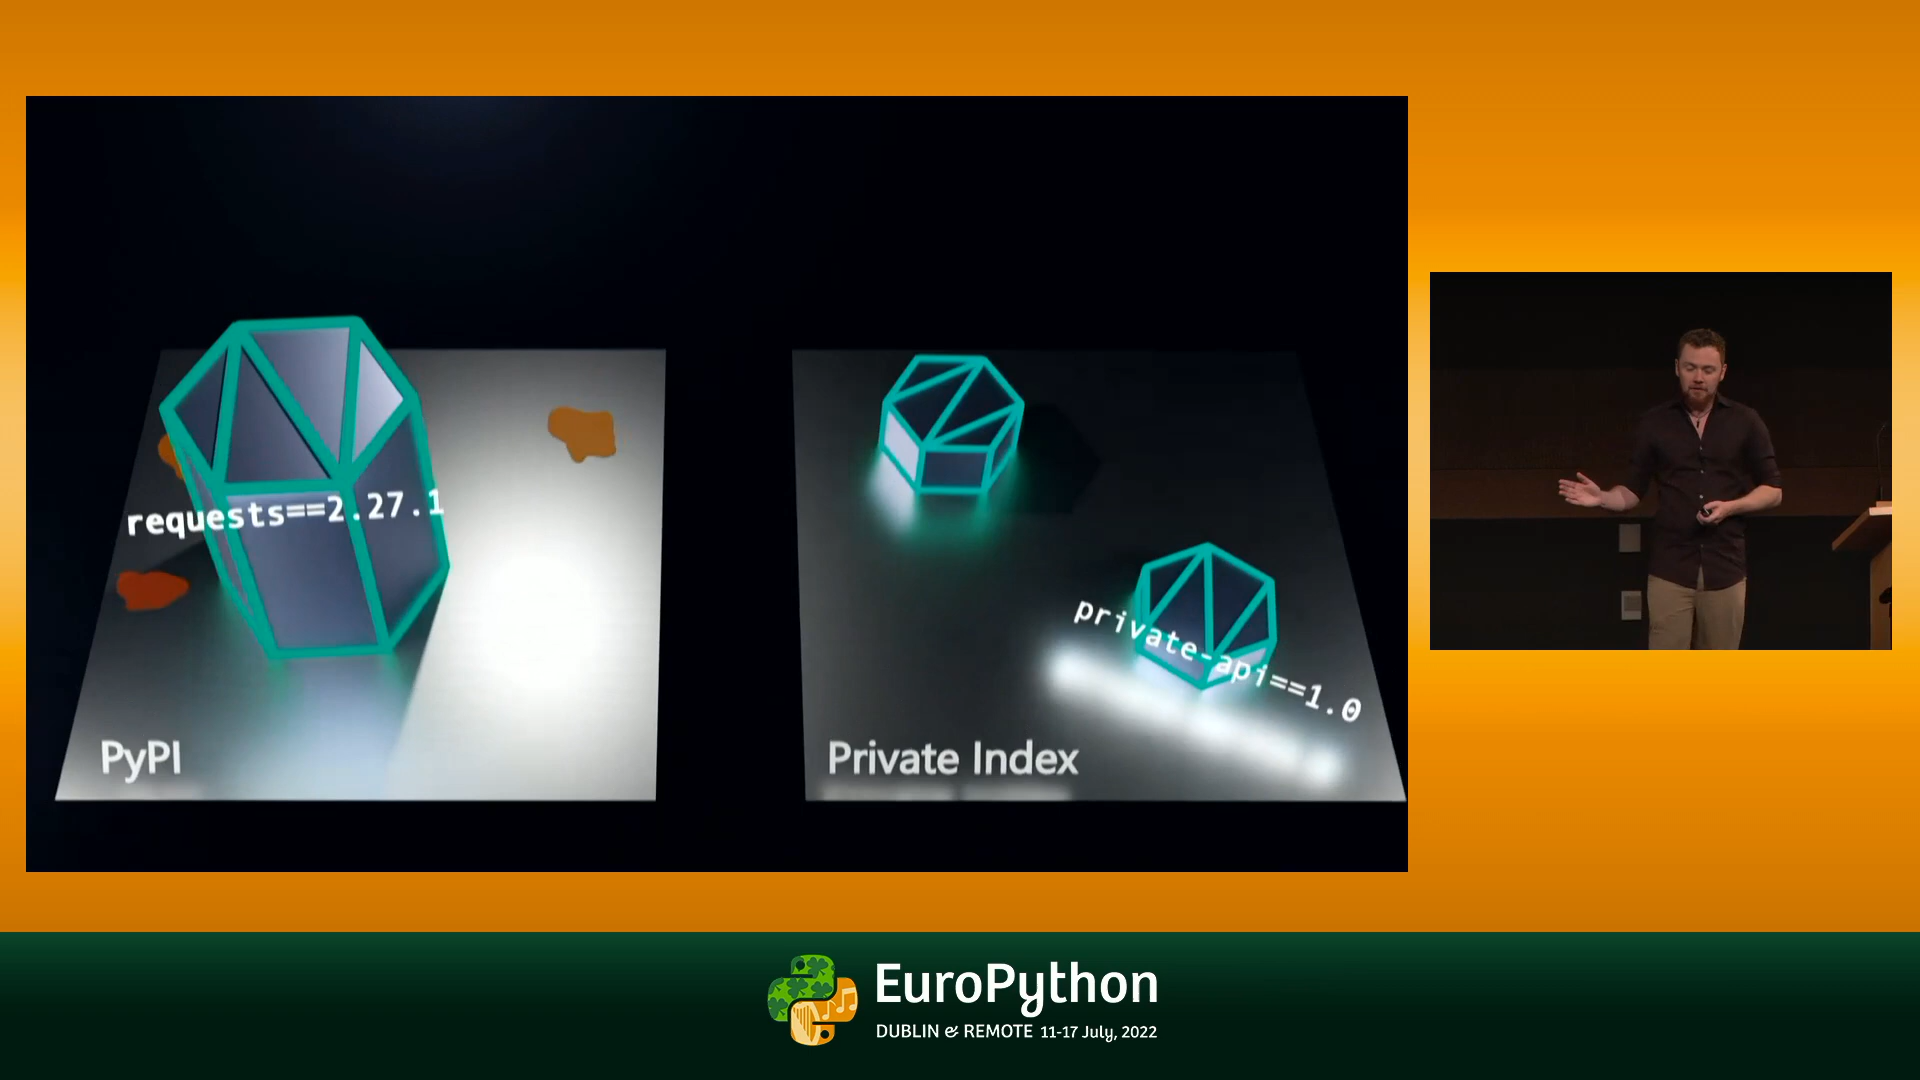 requests==2.27.1
PyPI
private-api==1.0
Private Index
EuroPython
DUBLIN & REMOTE 11-17 July, 2022